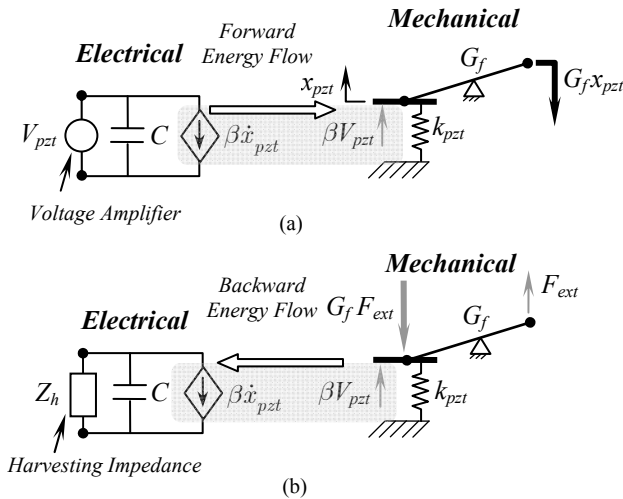 Electrical
Forward
Energy Flow
Mechanical
x_pzt
G_f
G_f x_pzt
V_pzt
C
βẋ_pzt
βV_pzt
k_pzt
Voltage Amplifier
(a)
Electrical
Backward
Energy Flow
Mechanical
G_f F_ext
F_ext
G_f
Z_h
C
βẋ_pzt
βV_pzt
k_pzt
Harvesting Impedance
(b)